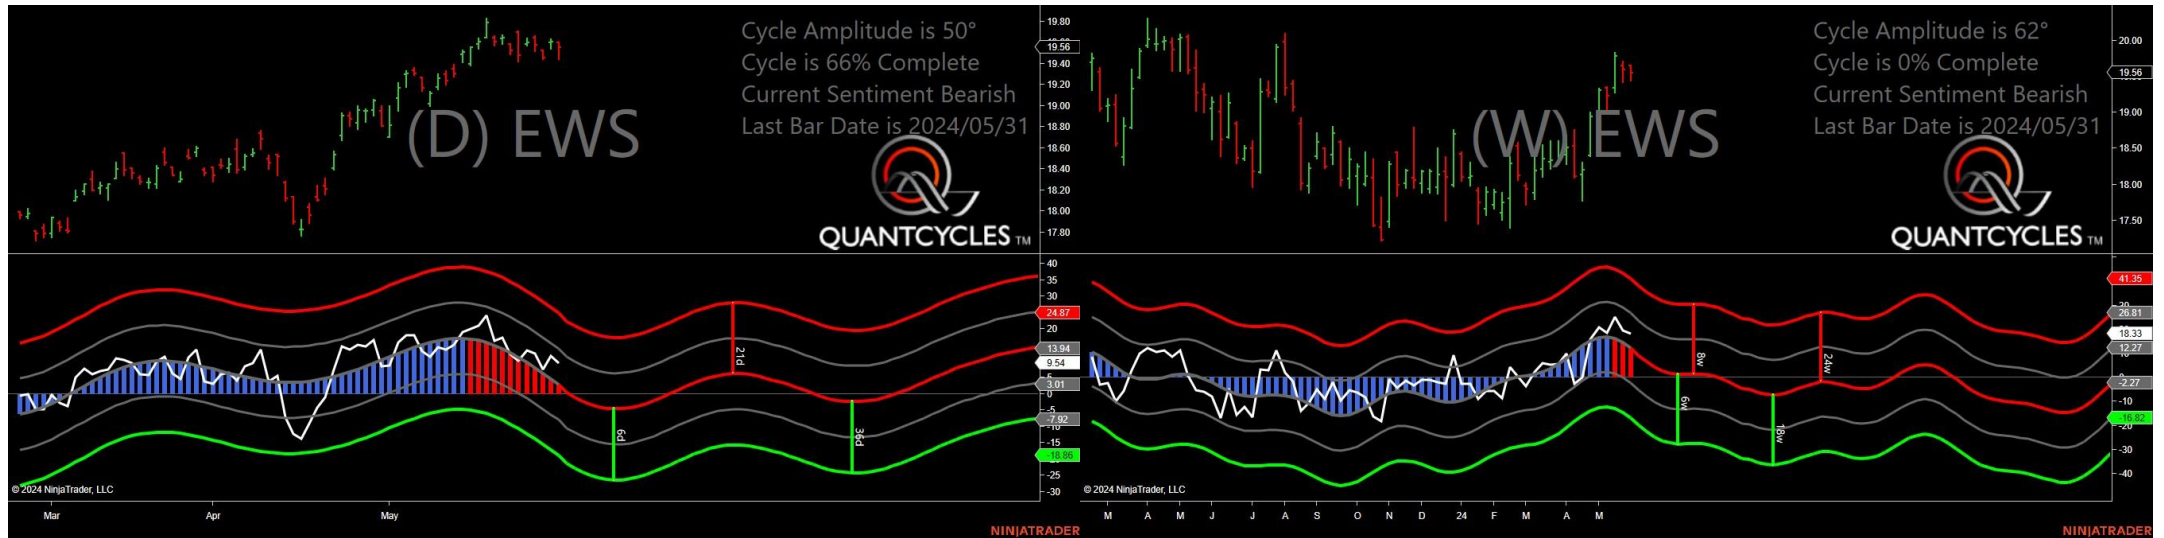 Cycle Amplitude is 50°
Cycle is 66% Complete
Current Sentiment Bearish
Last Bar Date is 2024/05/31
(D) EWS
QUANTCYCLES TM
19.80
19.56
19.40
19.20
19.00
18.80
18.60
18.40
18.20
18.00
17.80
40
35
30
24.87
20
13.94
9.54
5
3.01
0
-5
-7.92
-10
-15
-18.86
-25
-30
21d
6d
36d
© 2024 NinjaTrader, LLC
Mar
Apr
May
NINJATRADER
Cycle Amplitude is 62°
Cycle is 0% Complete
Current Sentiment Bearish
Last Bar Date is 2024/05/31
(W) EWS
QUANTCYCLES TM
20.00
19.56
19.00
18.50
18.00
17.50
41.35
26.81
18.33
12.27
-2.27
-10
-16.82
-20
-30
-40
8w
24w
6w
18w
© 2024 NinjaTrader, LLC
M
A
M
J
J
A
S
O
N
D
24
F
M
A
M
NINJATRADER